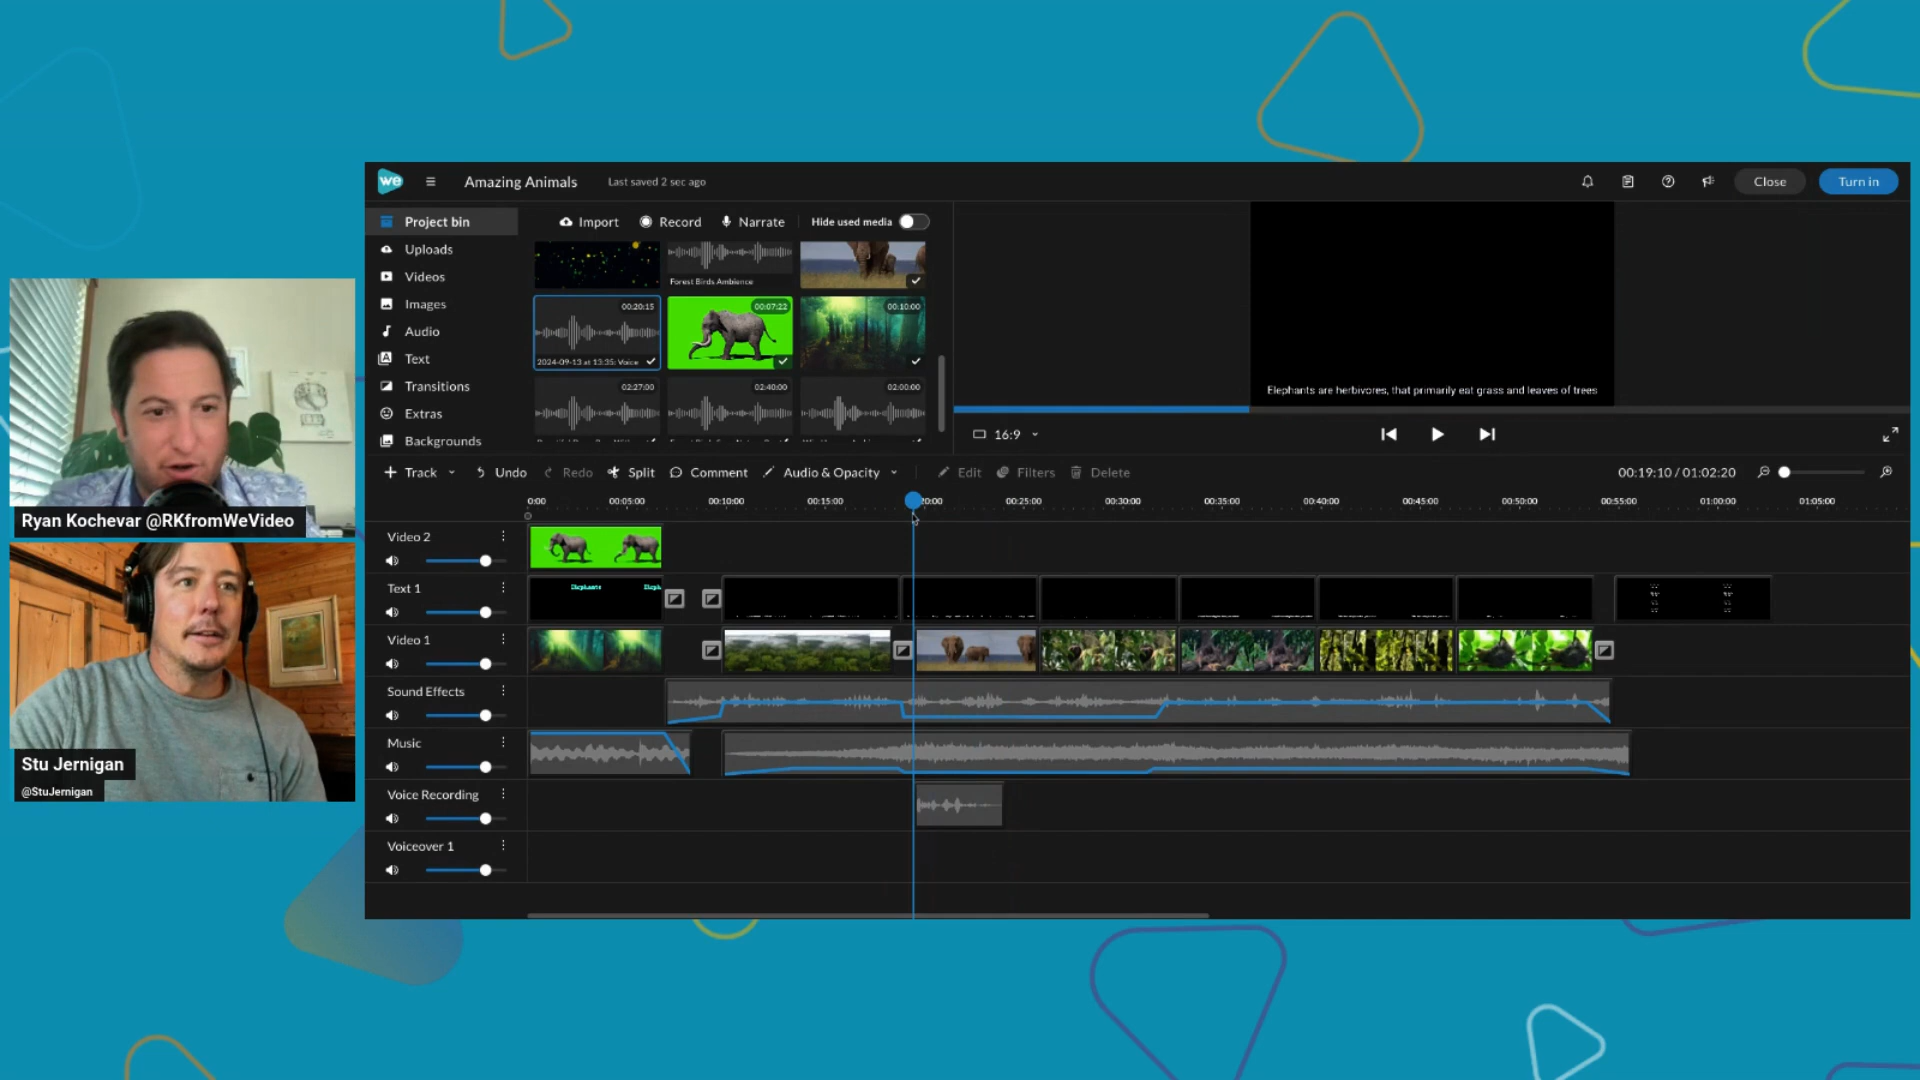 we
Amazing Animals
Last saved 2 sec ago
Close
Turn in
Project bin
Import
Record
Narrate
Hide used media
Uploads
Videos
Images
Audio
Text
Transitions
Extras
Backgrounds
Forest Birds Ambience
00:20:15
00:07:22
00:10:00
2024-09-13 at 13:35: Voice
02:27:00
02:40:00
02:00:00
Elephants are herbivores, that primarily eat grass and leaves of trees
16:9
Track
Undo
Redo
Split
Comment
Audio & Opacity
Edit
Filters
Delete
00:19:10 / 01:02:20
0:00
00:05:00
00:10:00
00:15:00
20:00
00:25:00
00:30:00
00:35:00
00:40:00
00:45:00
00:50:00
00:55:00
01:00:00
01:05:00
Video 2
Text 1
Elephants
Video 1
Sound Effects
Music
Voice Recording
Voiceover 1
Ryan Kochevar @RKfromWeVideo
Stu Jernigan
@StuJernigan